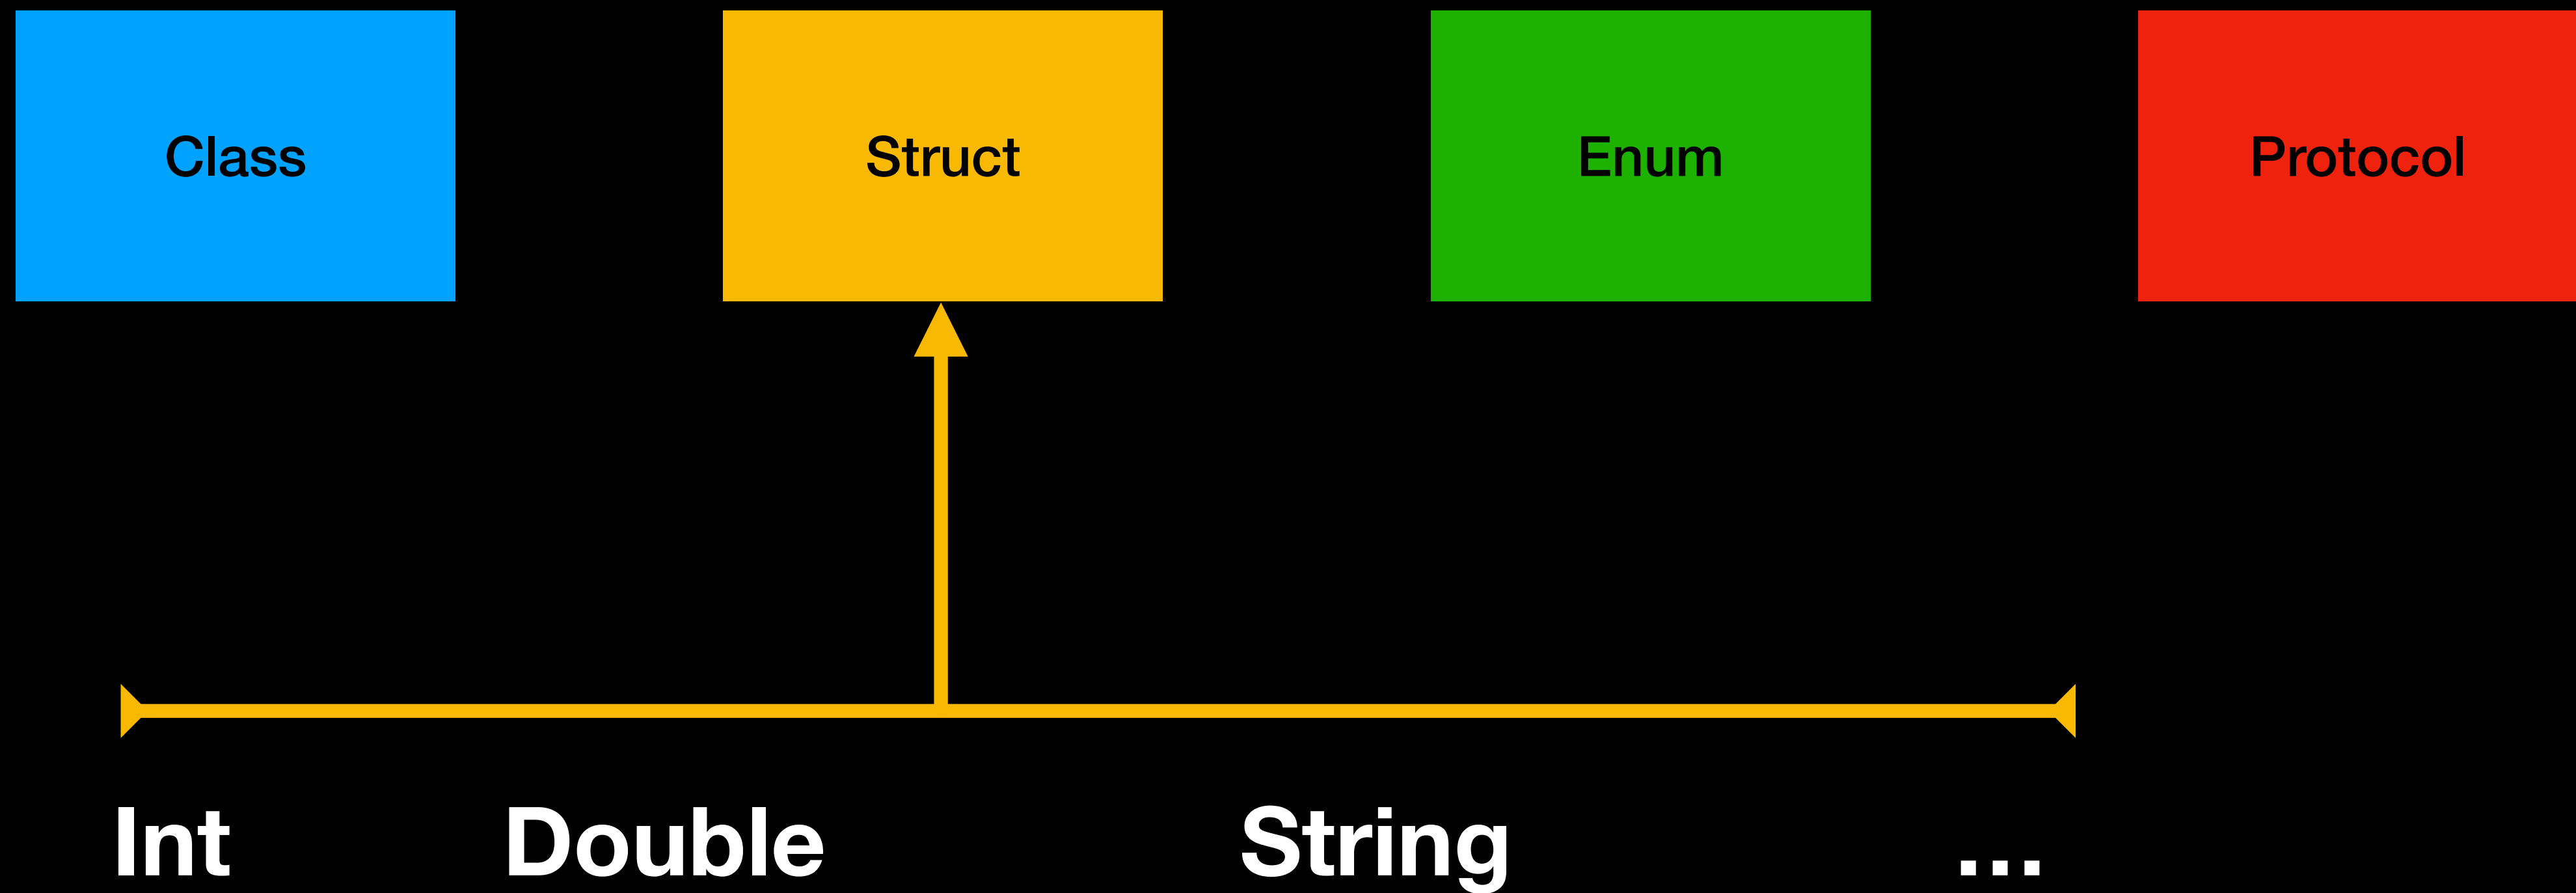 Class Struct Enum Protocol
Int Double String ...